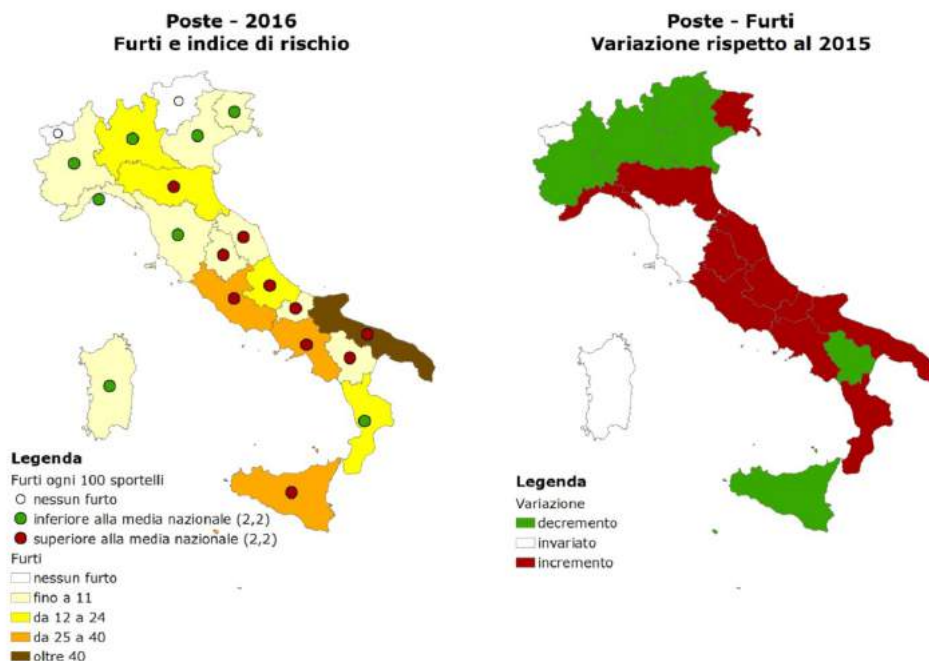 Poste - 2016
Furti e indice di rischio
Legenda
Furti ogni 100 sportelli
nessun furto
inferiore alla media nazionale (2,2)
superiore alla media nazionale (2,2)
Furti
nessun furto
fino a 11
da 12 a 24
da 25 a 40
oltre 40
Poste - Furti
Variazione rispetto al 2015
Legenda
Variazione
decremento
invariato
incremento